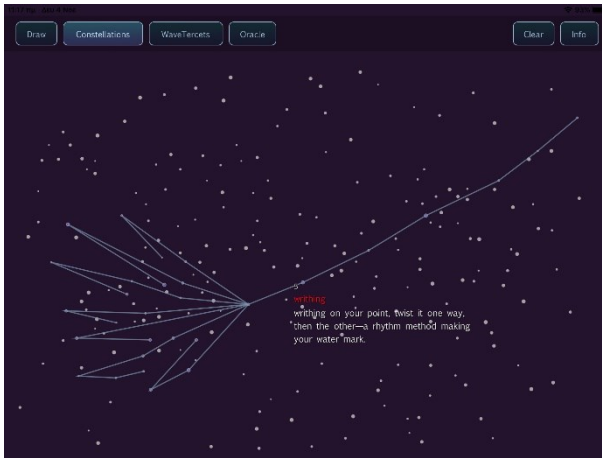 Draw Constellations WaveTercets Oracle Clear Info
5
writhing
writhing on your point, twist it one way,
then the other—a rhythm method making
your water mark.